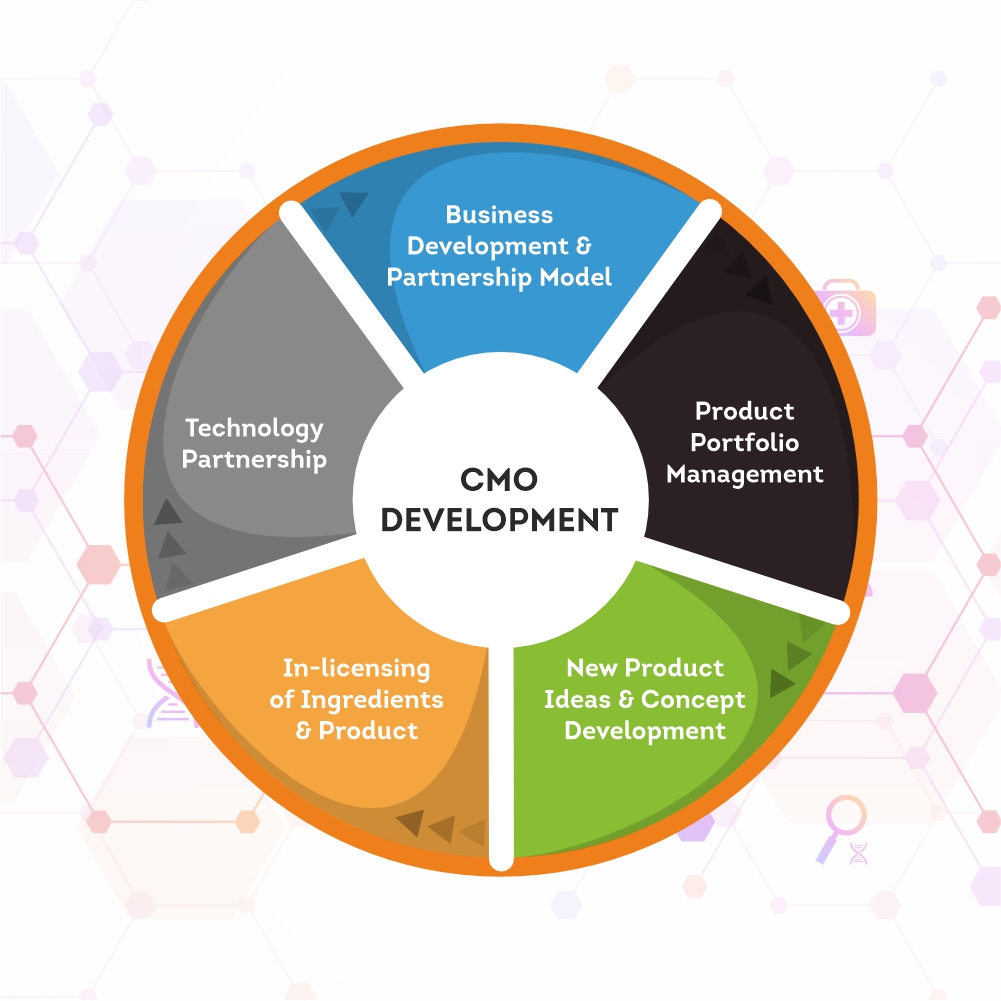 Business
Development &
Partnership Model
Product
Portfolio
Management
New Product
Ideas & Concept
Development
In-licensing
of Ingredients
& Product
Technology
Partnership
CMO
DEVELOPMENT